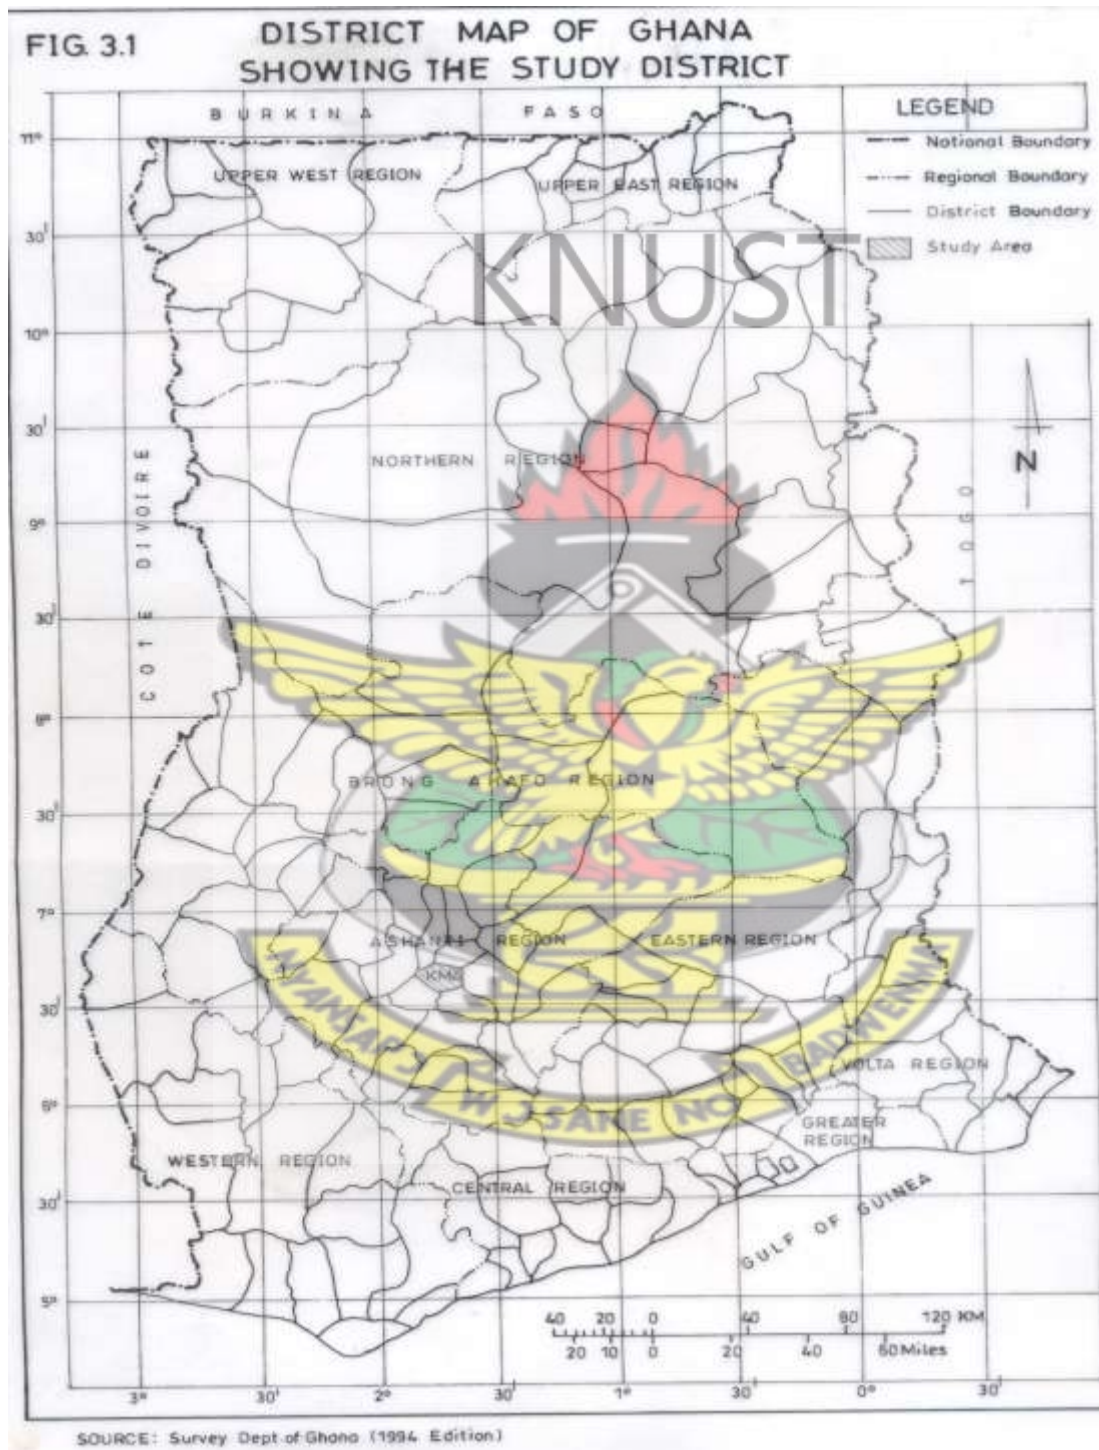 FIG. 3.1
DISTRICT MAP OF GHANA
SHOWING THE STUDY DISTRICT
BURKINA FASO
LEGEND
National Boundary
Regional Boundary
District Boundary
Study Area
11°
UPPER WEST REGION
UPPER EAST REGION
30'
KNUST
10°
30'
NORTHERN REGION
N
COTE DIVOIRE
TOGO
9°
30'
8°
BRONG AHAFO REGION
30'
7°
ASHANTI REGION
EASTERN REGION
KMA
30'
NYANSAPO WƆSANE NO BADWENMA
VOLTA REGION
6°
GREATER
REGION
WESTERN REGION
CENTRAL REGION
30'
GULF OF GUINEA
5°
40 20 0 40 80 120 KM
20 10 0 20 40 60 Miles
3° 30' 2° 30' 1° 30' 0° 30'
SOURCE: Survey Dept of Ghana (1994 Edition)